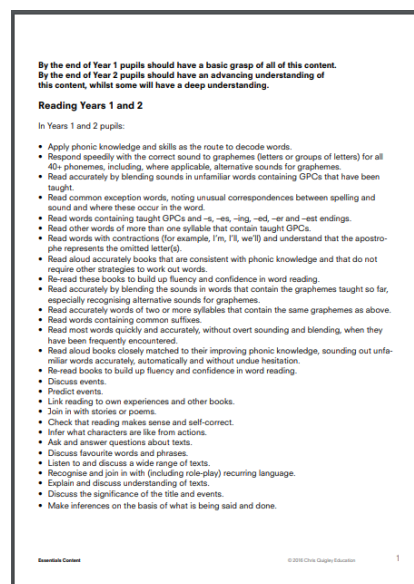 By the end of Year 1 pupils should have a basic grasp of all of this content.
By the end of Year 2 pupils should have an advancing understanding of
this content, whilst some will have a deep understanding.
Reading Years 1 and 2
In Years 1 and 2 pupils:
• Apply phonic knowledge and skills as the route to decode words.
• Respond speedily with the correct sound to graphemes (letters or groups of letters) for all
40+ phonemes, including, where applicable, alternative sounds for graphemes.
• Read accurately by blending sounds in unfamiliar words containing GPCs that have been
taught.
• Read common exception words, noting unusual correspondences between spelling and
sound and where these occur in the word.
• Read words containing taught GPCs and –s, –es, –ing, –ed, –er and –est endings.
• Read other words of more than one syllable that contain taught GPCs.
• Read words with contractions (for example, I'm, I'll, we'll) and understand that the apostro-
phe represents the omitted letter(s).
• Read aloud accurately books that are consistent with phonic knowledge and that do not
require other strategies to work out words.
• Re-read these books to build up fluency and confidence in word reading.
• Read accurately by blending the sounds in words that contain the graphemes taught so far,
especially recognising alternative sounds for graphemes.
• Read accurately words of two or more syllables that contain the same graphemes as above.
• Read words containing common suffixes.
• Read most words quickly and accurately, without overt sounding and blending, when they
have been frequently encountered.
• Read aloud books closely matched to their improving phonic knowledge, sounding out unfa-
miliar words accurately, automatically and without undue hesitation.
• Re-read books to build up fluency and confidence in word reading.
• Discuss events.
• Predict events.
• Link reading to own experiences and other books.
• Join in with stories or poems.
• Check that reading makes sense and self-correct.
• Infer what characters are like from actions.
• Ask and answer questions about texts.
• Discuss favourite words and phrases.
• Listen to and discuss a wide range of texts.
• Recognise and join in with (including role-play) recurring language.
• Explain and discuss understanding of texts.
• Discuss the significance of the title and events.
• Make inferences on the basis of what is being said and done.
Essentials Content © 2016 Chris Quigley Education 1